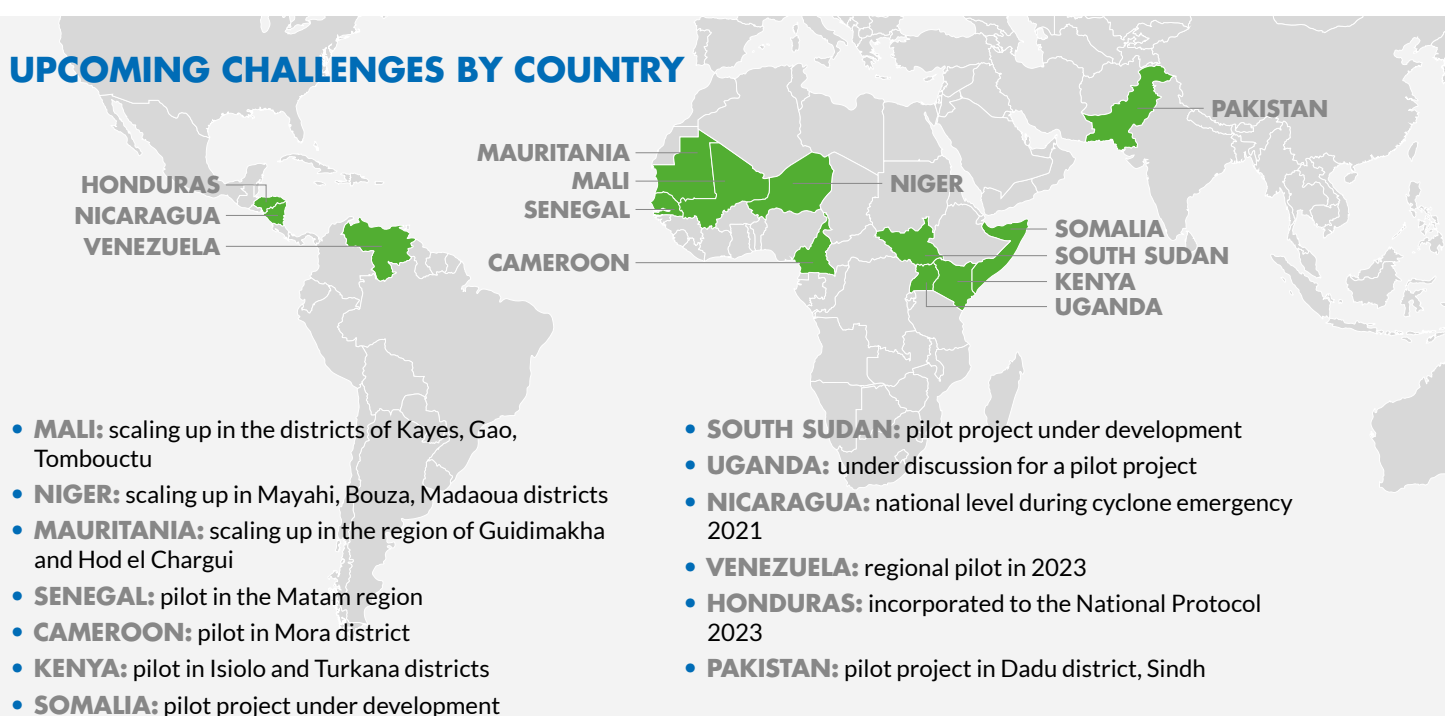 UPCOMING CHALLENGES BY COUNTRY
HONDURAS
NICARAGUA
VENEZUELA
MAURITANIA
MALI
SENEGAL
CAMEROON
NIGER
SOMALIA
SOUTH SUDAN
KENYA
UGANDA
PAKISTAN
• MALI: scaling up in the districts of Kayes, Gao,
Tombouctu
• NIGER: scaling up in Mayahi, Bouza, Madaoua districts
• MAURITANIA: scaling up in the region of Guidimakha
and Hod el Chargui
• SENEGAL: pilot in the Matam region
• CAMEROON: pilot in Mora district
• KENYA: pilot in Isiolo and Turkana districts
• SOMALIA: pilot project under development
• SOUTH SUDAN: pilot project under development
• UGANDA: under discussion for a pilot project
• NICARAGUA: national level during cyclone emergency
2021
• VENEZUELA: regional pilot in 2023
• HONDURAS: incorporated to the National Protocol
2023
• PAKISTAN: pilot project in Dadu district, Sindh